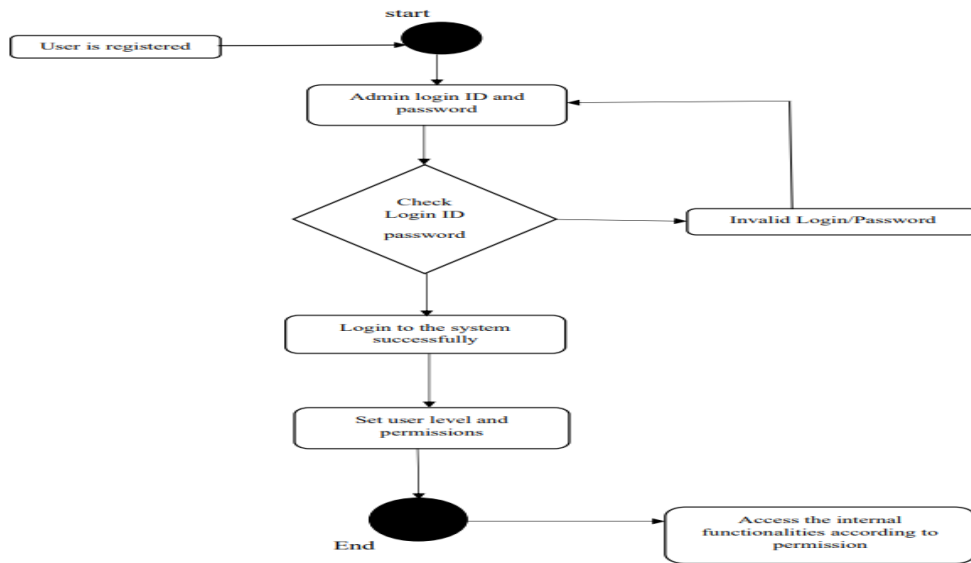 start
User is registered
Admin login ID and
password
Check
Login ID
password
Invalid Login/Password
Login to the system
successfully
Set user level and
permissions
End
Access the internal
functionalities according to
permission